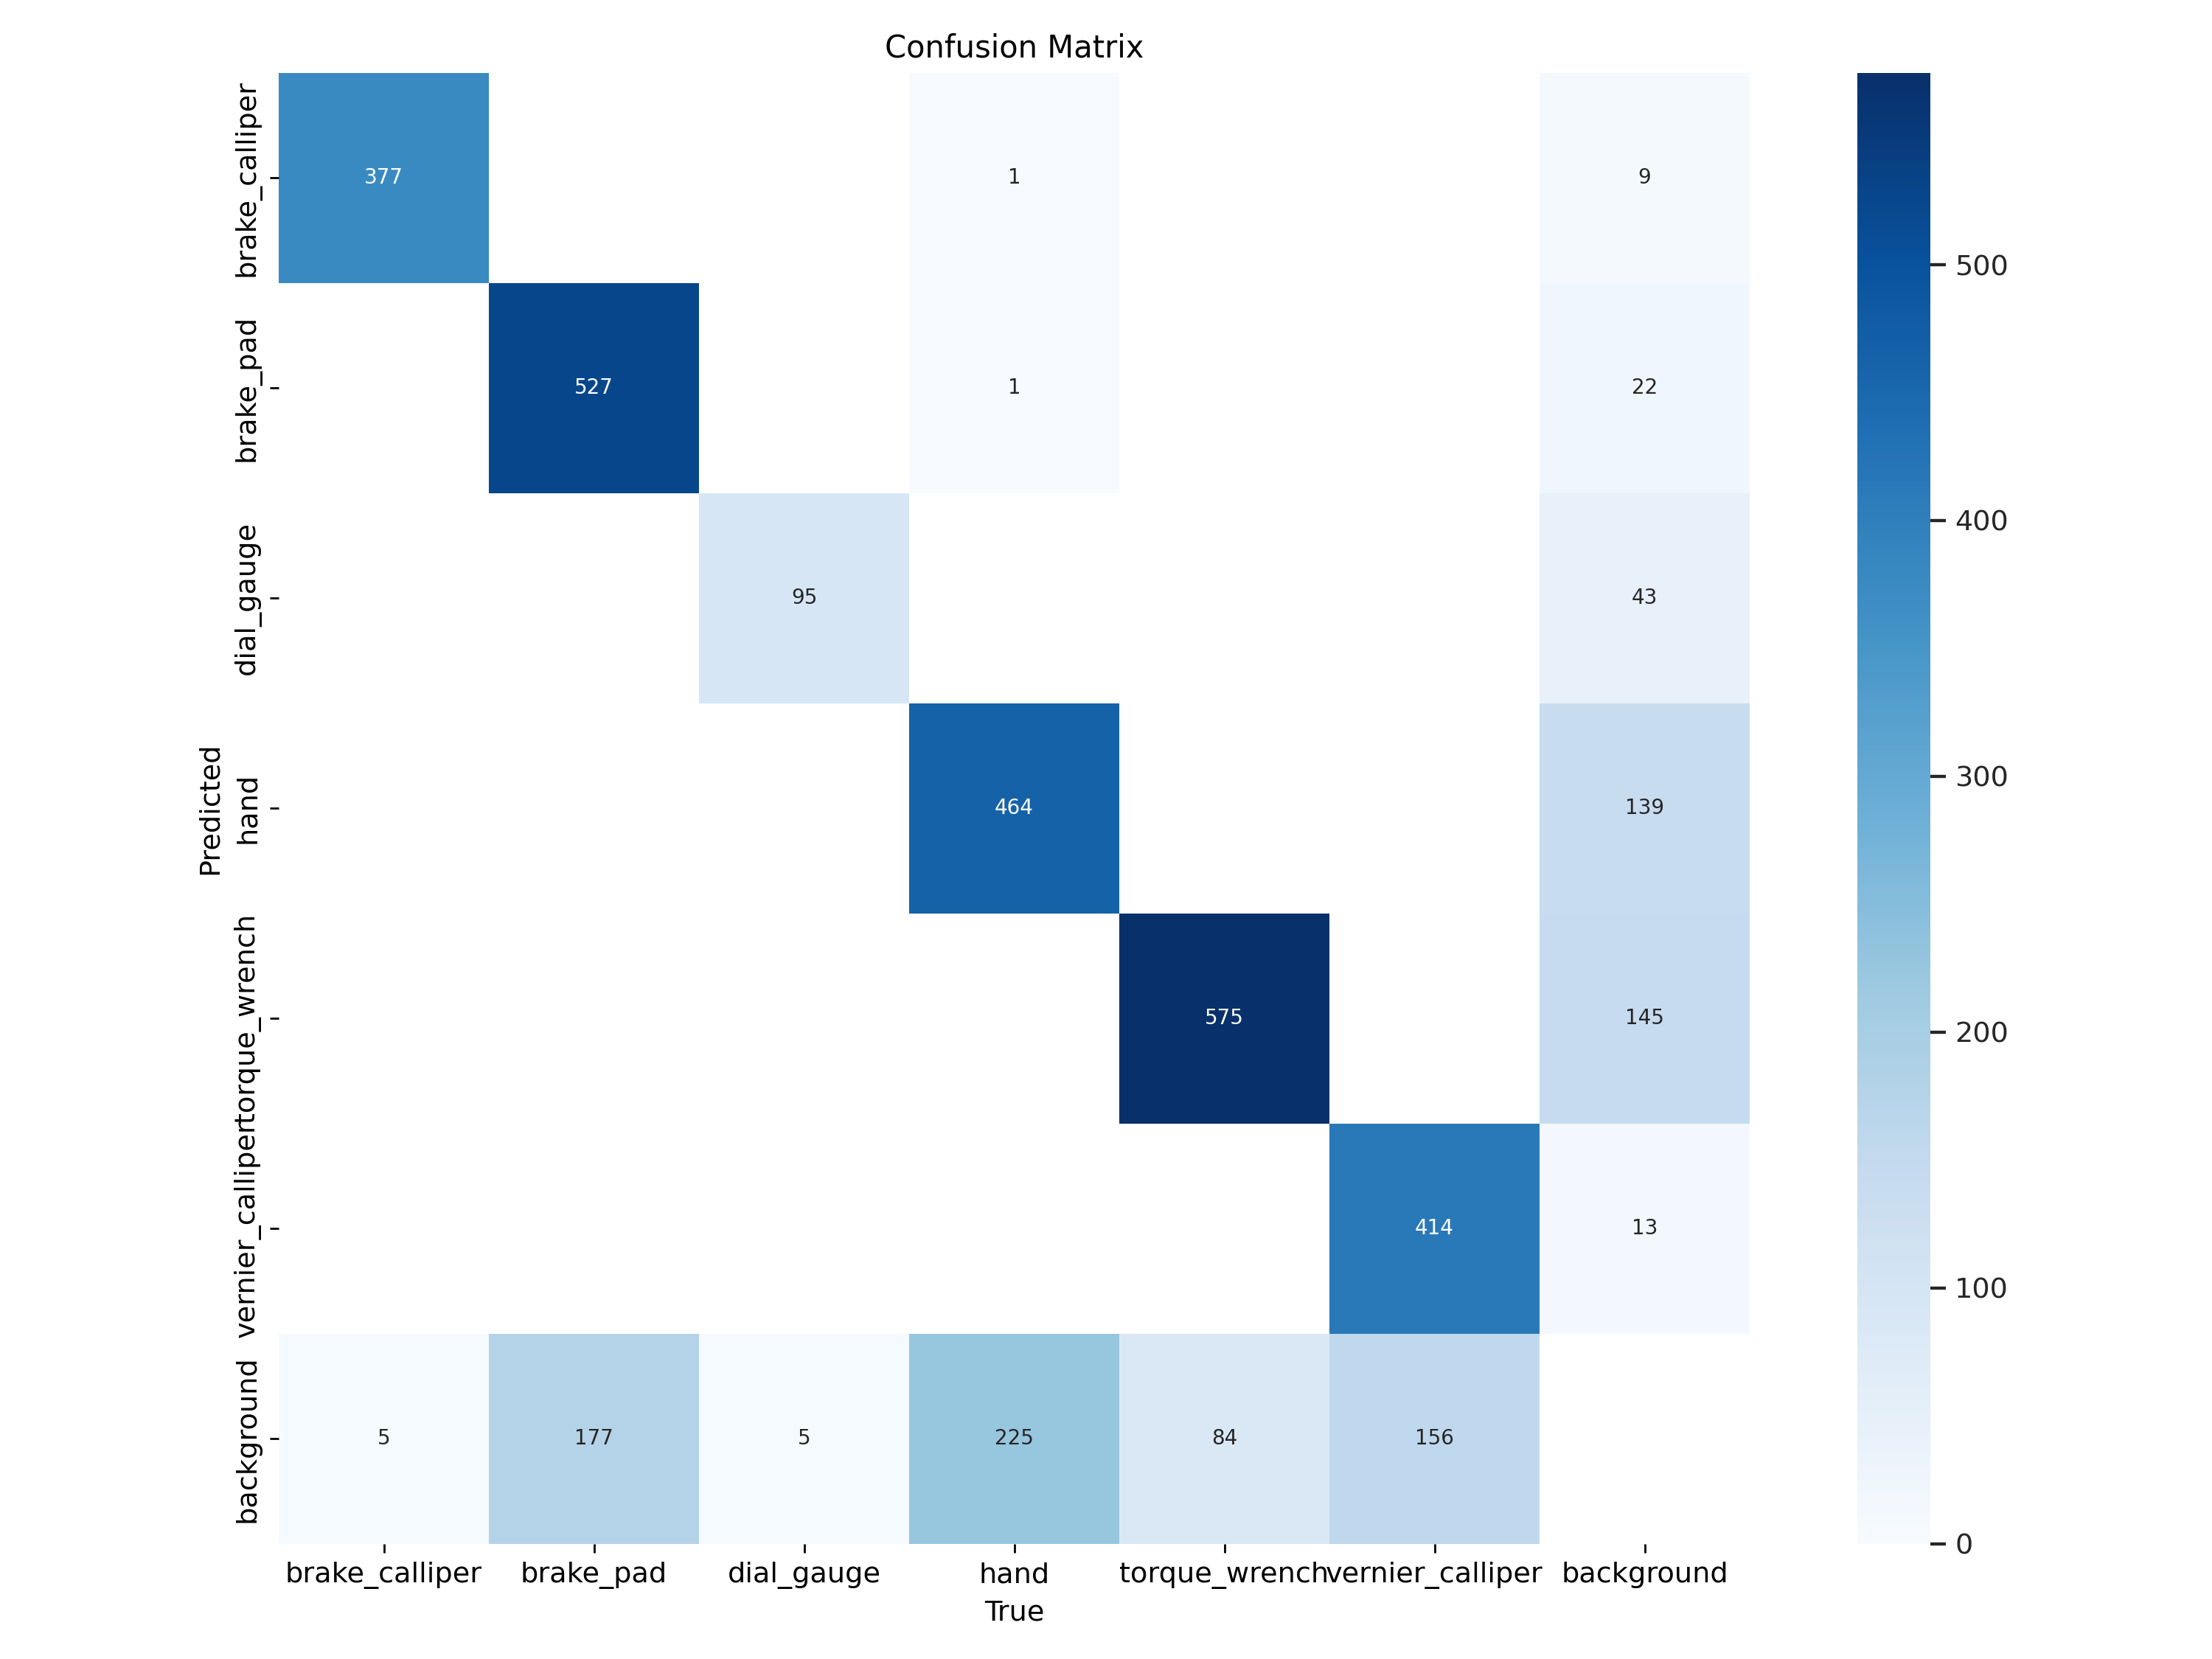 Confusion Matrix
brake_calliper
377
1
9
brake_pad
527
1
22
dial_gauge
95
43
Predicted
hand
464
139
torque_wrench
575
145
vernier_calliper
414
13
background
5
177
5
225
84
156
brake_calliper
brake_pad
dial_gauge
hand
torque_wrench
vernier_calliper
background
True
500
400
300
200
100
0